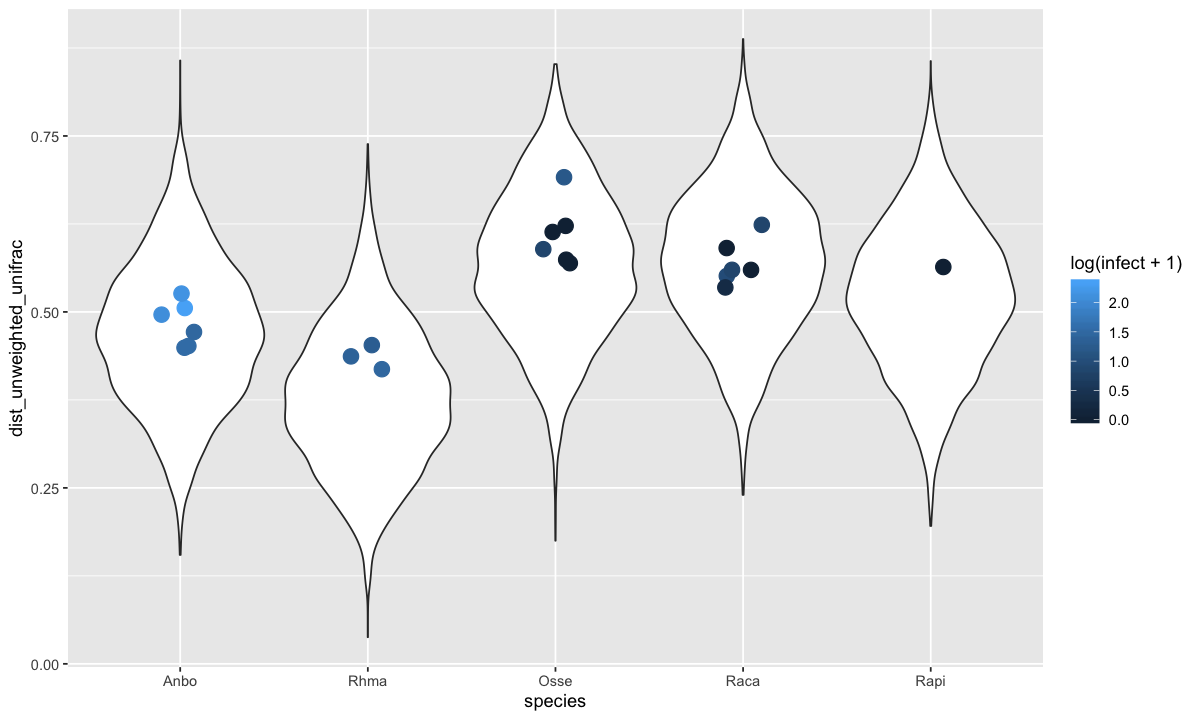 dist_unweighted_unifrac
0.75
0.50
0.25
0.00
Anbo
Rhma
Osse
Raca
Rapi
species
log(infect + 1)
2.0
1.5
1.0
0.5
0.0